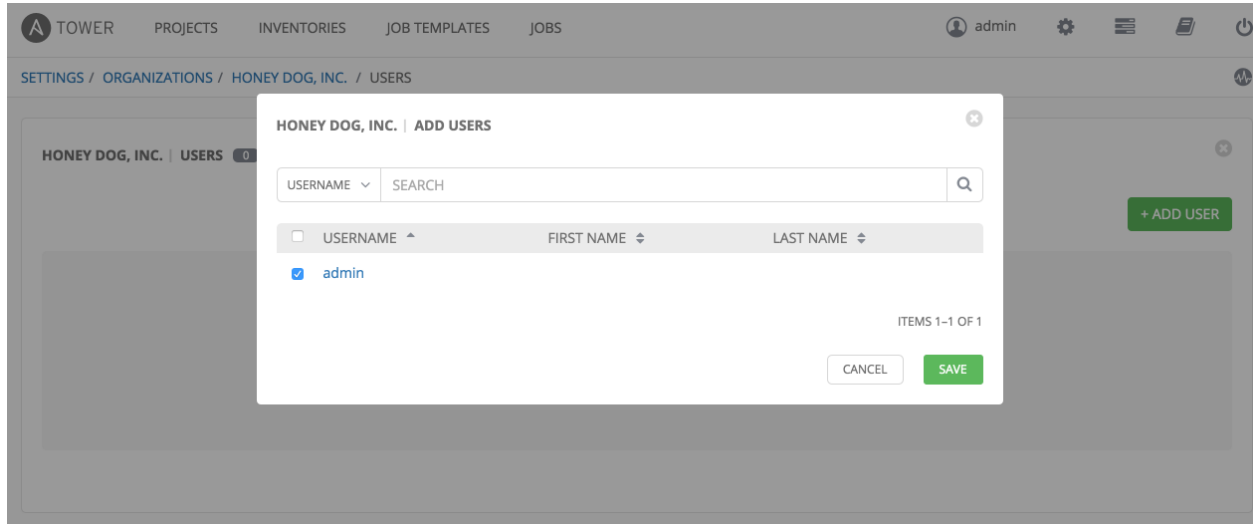 TOWER PROJECTS INVENTORIES JOB TEMPLATES JOBS admin
SETTINGS / ORGANIZATIONS / HONEY DOG, INC. / USERS
HONEY DOG, INC. | ADD USERS
HONEY DOG, INC. | USERS 0
USERNAME SEARCH
+ ADD USER
USERNAME FIRST NAME LAST NAME
admin
ITEMS 1–1 OF 1
CANCEL SAVE